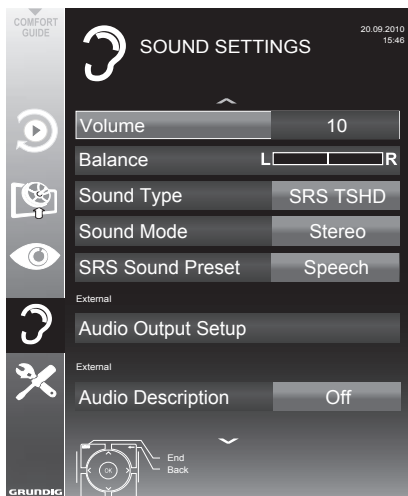 COMFORT
GUIDE
SOUND SETTINGS
20.09.2010
15:46
Volume 10
Balance L R
Sound Type SRS TSHD
Sound Mode Stereo
SRS Sound Preset Speech
External
Audio Output Setup
External
Audio Description Off
End
OK Back
GRUNDIG